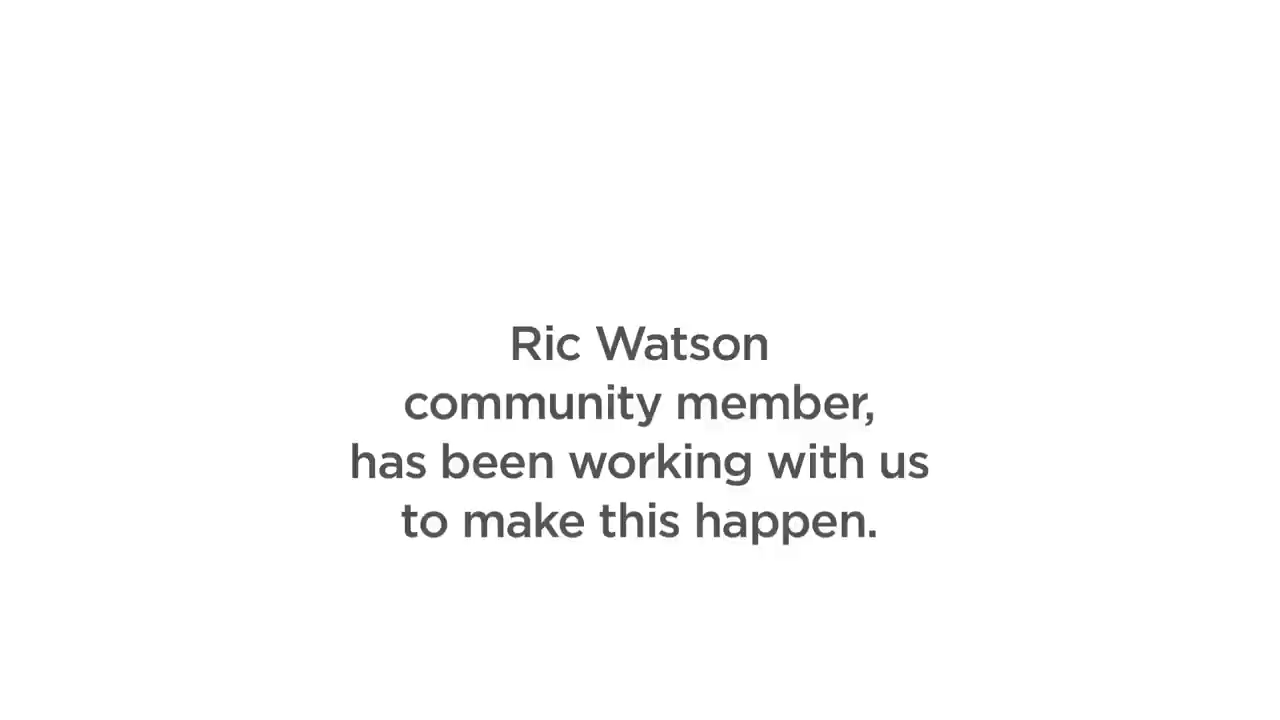 Ric Watson
community member,
has been working with us
to make this happen.